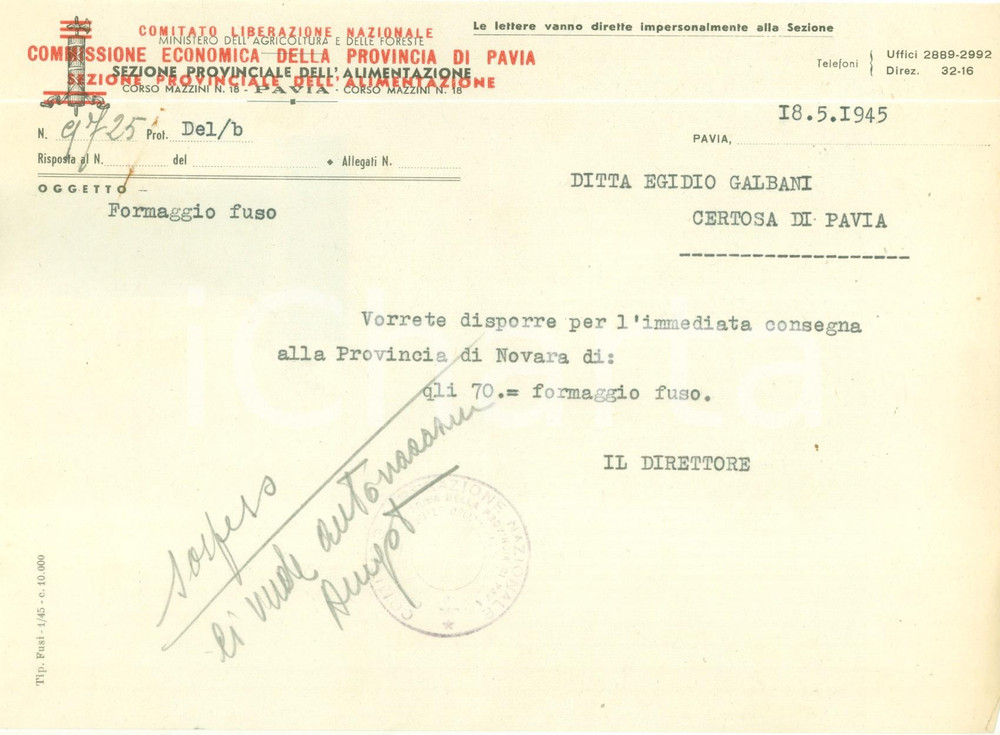 Le lettere vanno dirette impersonalmente alla Sezione
COMITATO LIBERAZIONE NAZIONALE
MINISTERO DELL'AGRICOLTURA E DELLE FORESTE
COMMISSIONE ECONOMICA DELLA PROVINCIA DI PAVIA
SEZIONE PROVINCIALE DELL'ALIMENTAZIONE
SEZIONE PROVINCIALE DELL'ALIMENTAZIONE
CORSO MAZZINI N. 18 - PAVIA - CORSO MAZZINI N. 18
Telefoni { Uffici 2889-2992
Direz. 32-16
N. 9725 Prot. Del/b
PAVIA, 18.5.1945
Risposta al N. del ♦ Allegati N.
OGGETTO –
Formaggio fuso
DITTA EGIDIO GALBANI
CERTOSA DI PAVIA
Vorrete disporre per l'immediata consegna
alla Provincia di Novara di:
qli 70.= formaggio fuso.
IL DIRETTORE
sospeso
ci vuole
NAZIONALE
Tip. Fusi - 1/45 - c. 10.000
iCharta